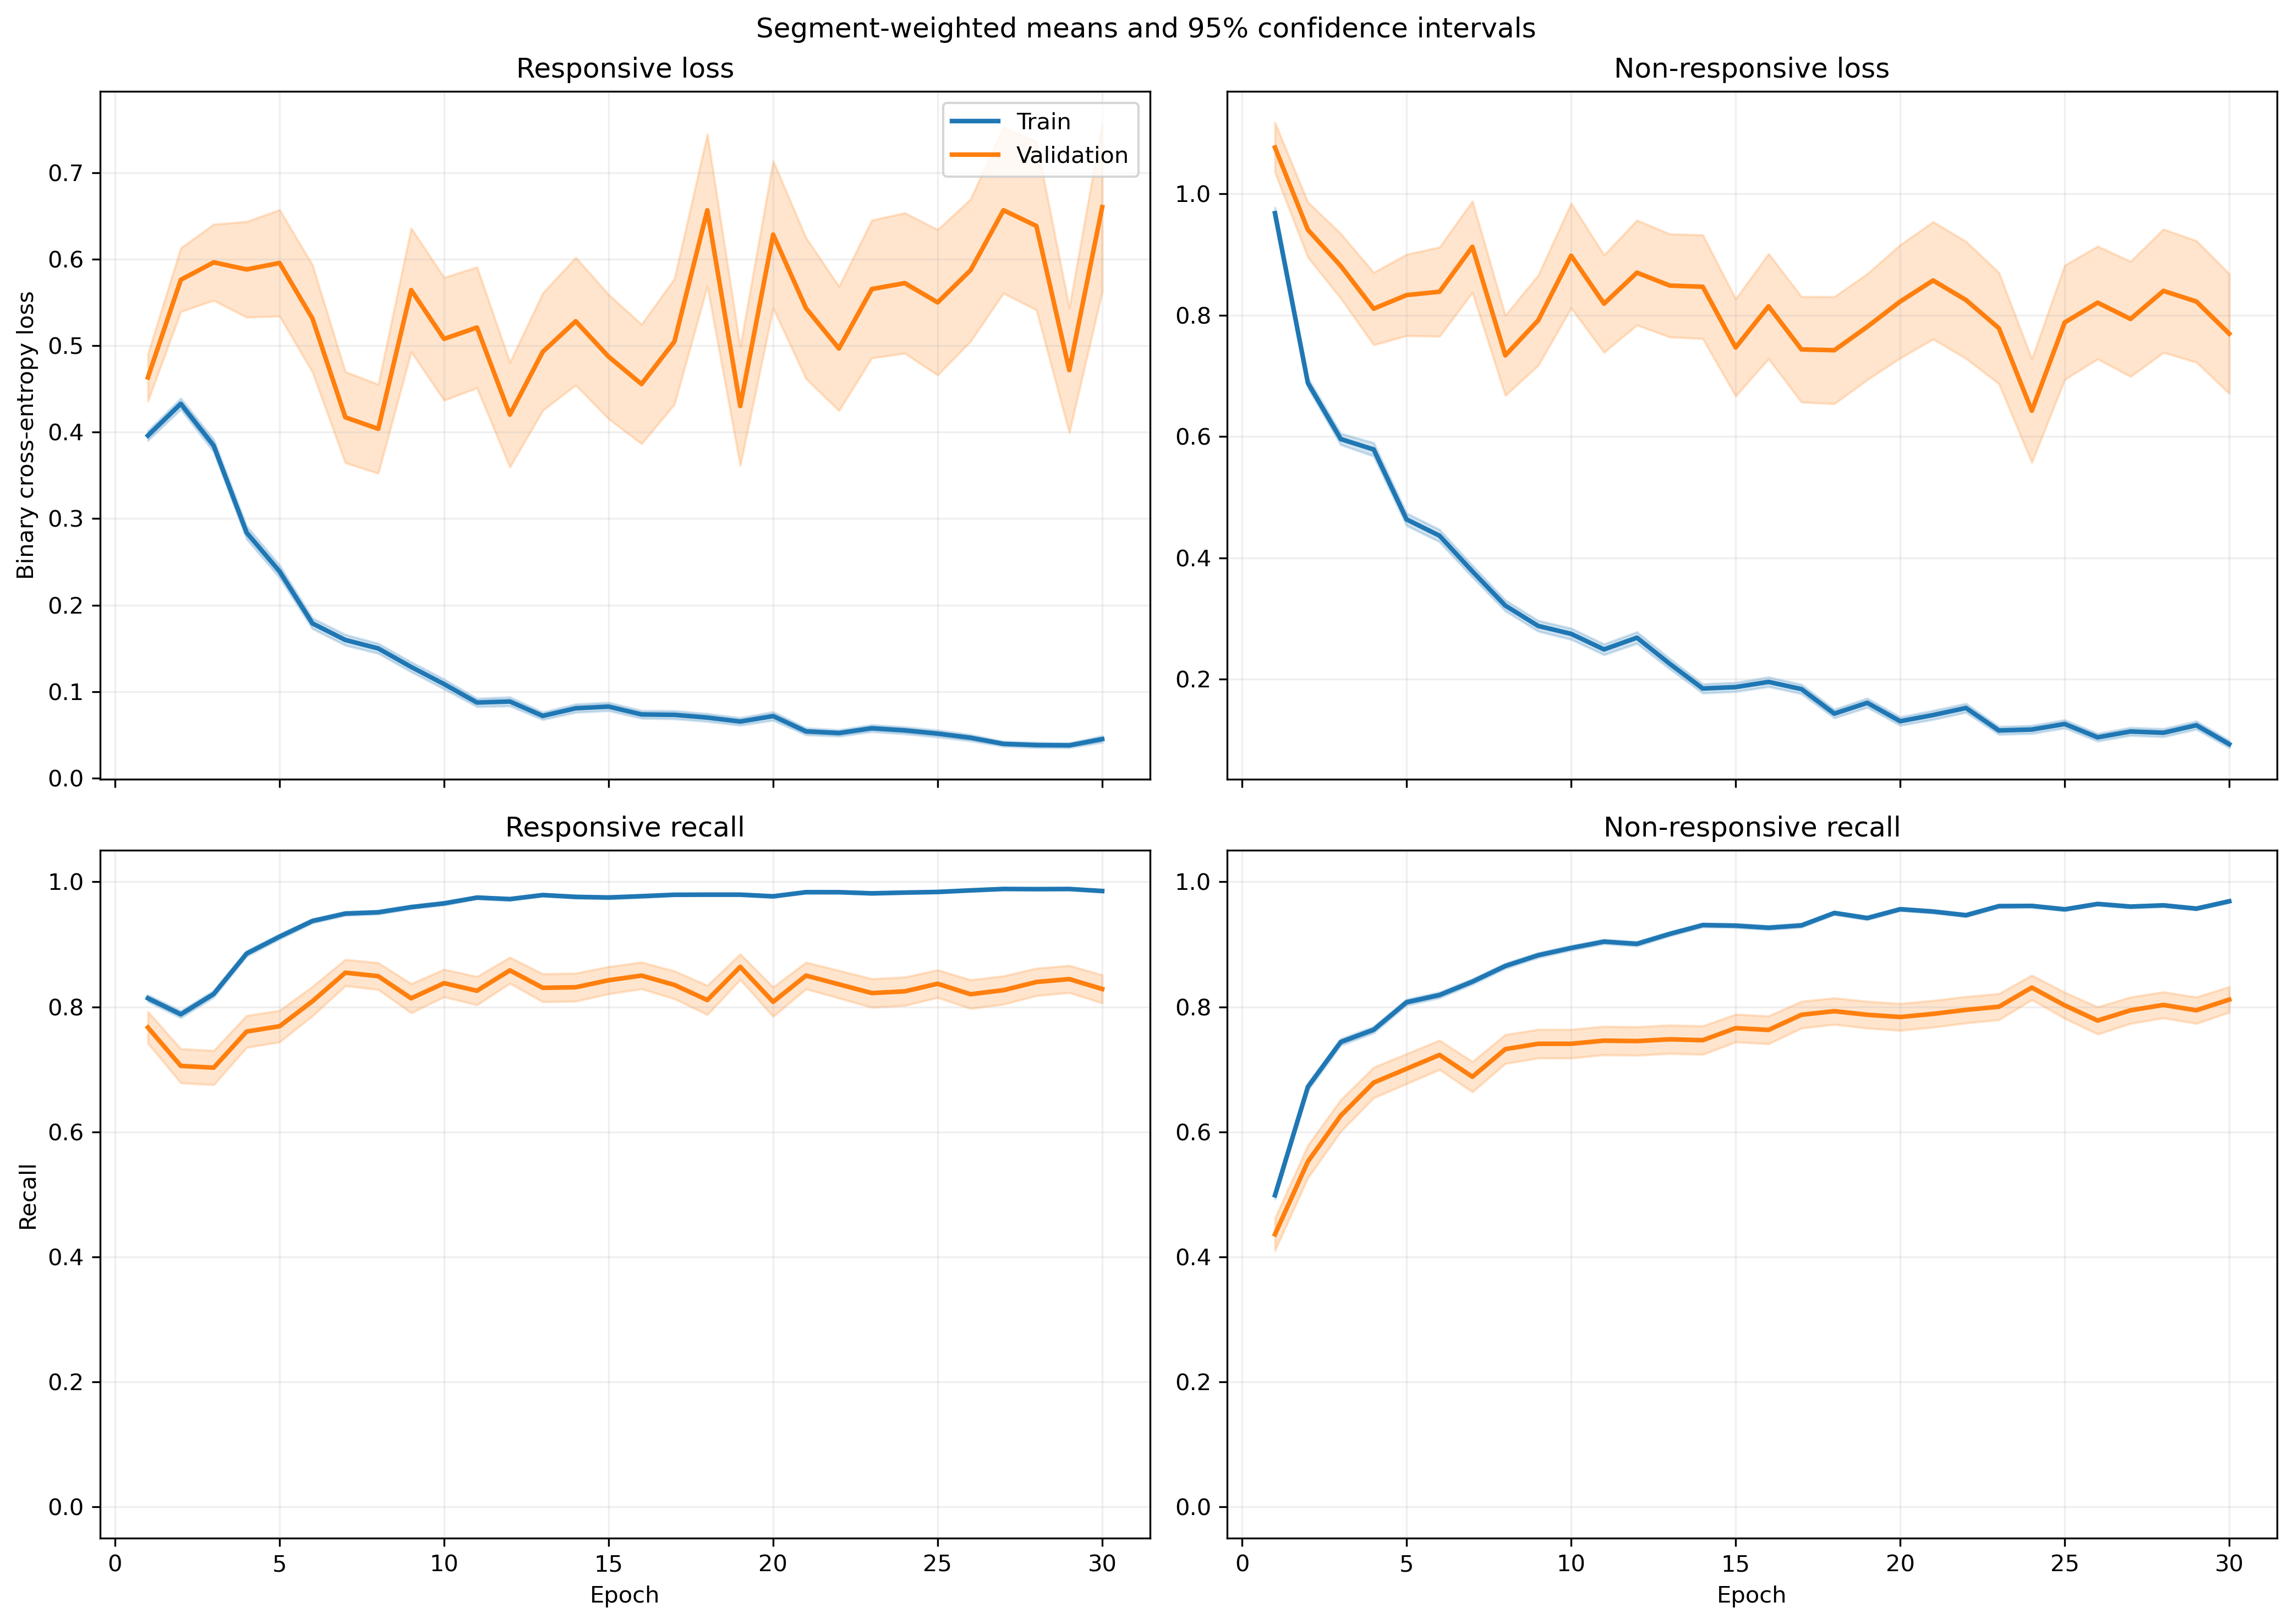 Segment-weighted means and 95% confidence intervals
Responsive loss
Non-responsive loss
Train
Validation
Binary cross-entropy loss
0.7
0.6
0.5
0.4
0.3
0.2
0.1
0.0
1.0
0.8
0.6
0.4
0.2
Responsive recall
Non-responsive recall
Recall
1.0
0.8
0.6
0.4
0.2
0.0
0 5 10 15 20 25 30
Epoch
1.0
0.8
0.6
0.4
0.2
0.0
0 5 10 15 20 25 30
Epoch